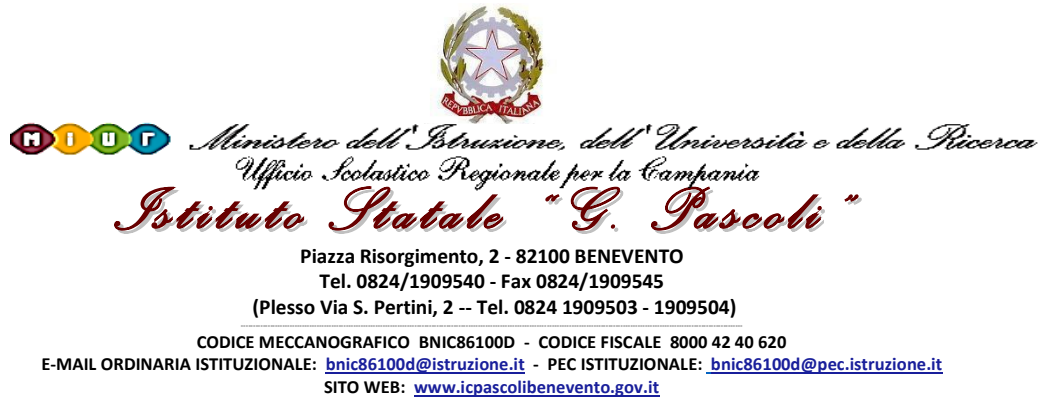 REPVBBLICA ITALIANA
MIUR Ministero dell'Istruzione, dell'Università e della Ricerca
Ufficio Scolastico Regionale per la Campania
Istituto Statale "G. Pascoli"
Piazza Risorgimento, 2 - 82100 BENEVENTO
Tel. 0824/1909540 - Fax 0824/1909545
(Plesso Via S. Pertini, 2 -- Tel. 0824 1909503 - 1909504)
CODICE MECCANOGRAFICO BNIC86100D - CODICE FISCALE 8000 42 40 620
E-MAIL ORDINARIA ISTITUZIONALE: bnic86100d@istruzione.it - PEC ISTITUZIONALE: bnic86100d@pec.istruzione.it
SITO WEB: www.icpascolibenevento.gov.it